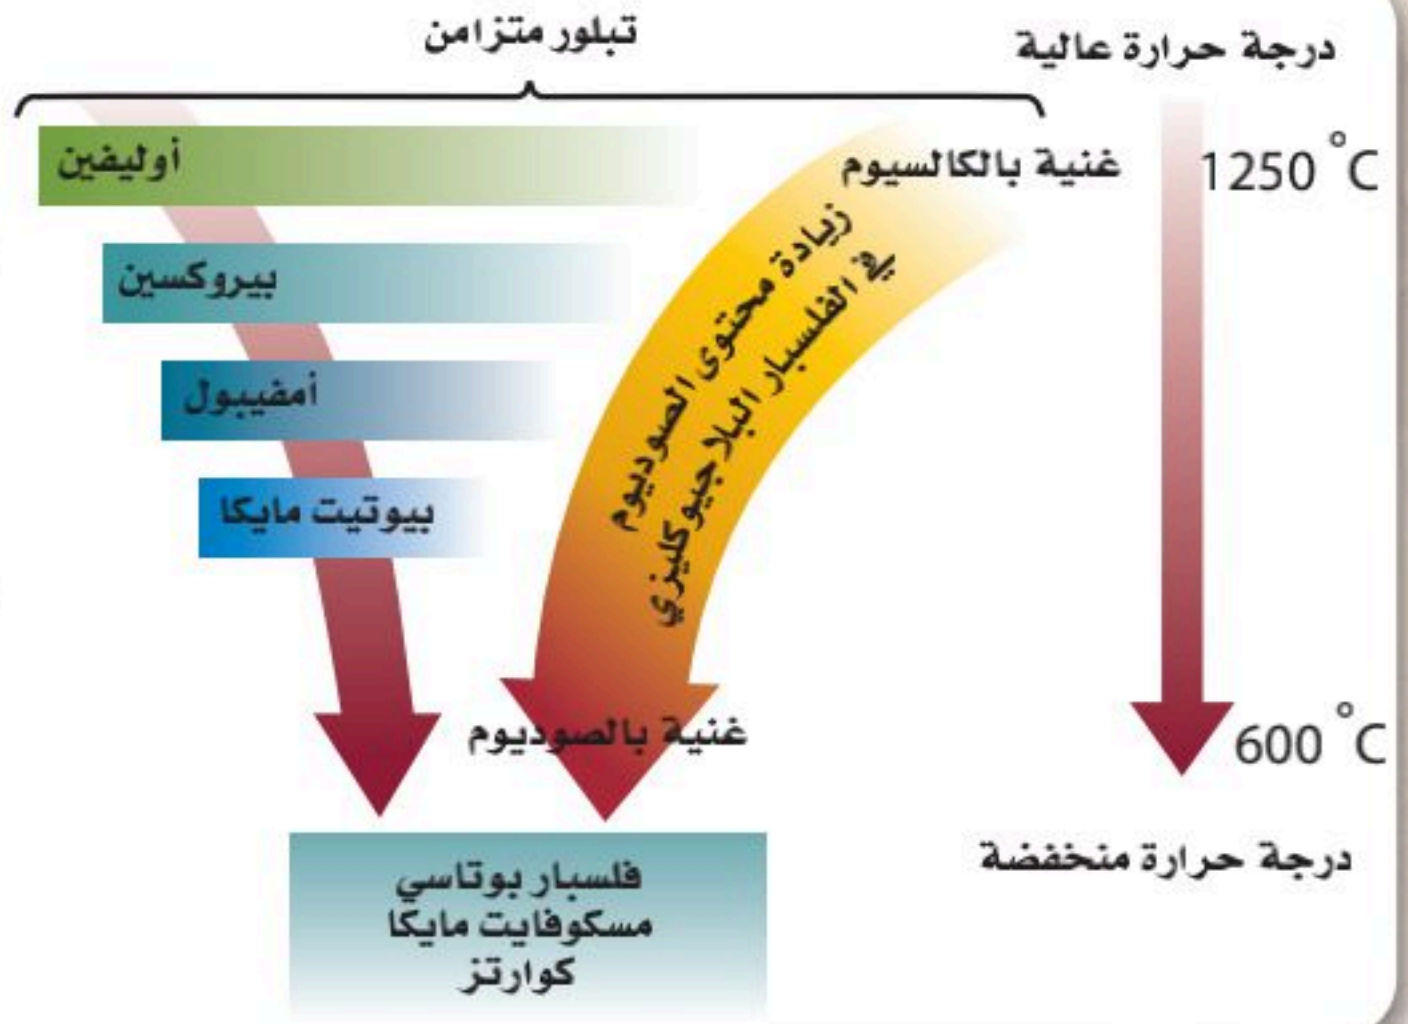 تبلور متزامن
درجة حرارة عالية
1250 °C
غنية بالكالسيوم
أوليفين
بيروكسين
أمفيبول
بيوتيت مايكا
زيادة محتوى الصوديوم
في الفلسبار البلاجيوكليزي
غنية بالصوديوم
600 °C
درجة حرارة منخفضة
فلسبار بوتاسي
مسكوفايت مايكا
كوارتز